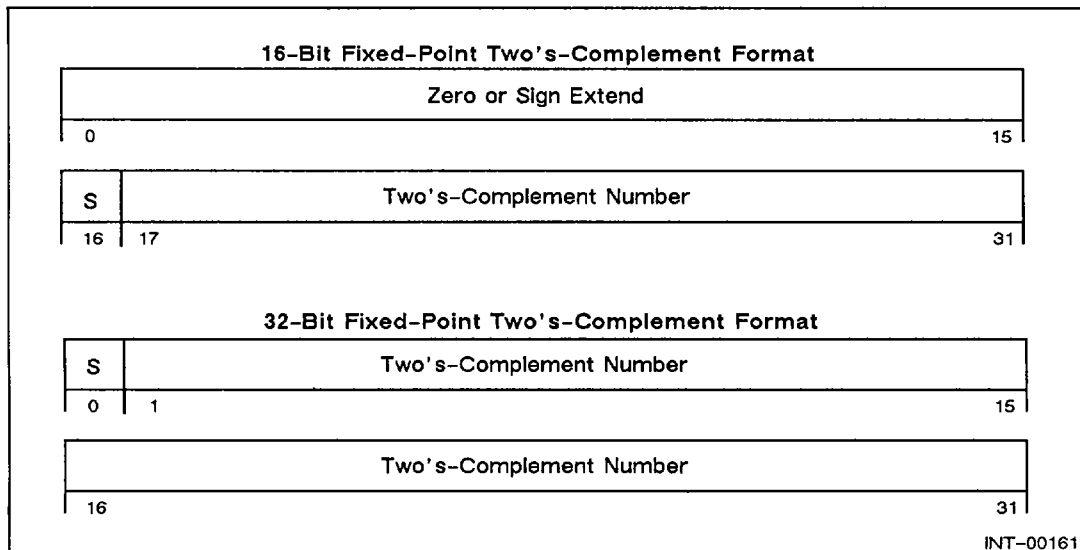 16-Bit Fixed-Point Two's-Complement Format
Zero or Sign Extend
0 15
S Two's-Complement Number
16 17 31
32-Bit Fixed-Point Two's-Complement Format
S Two's-Complement Number
0 1 15
Two's-Complement Number
16 31
INT-00161